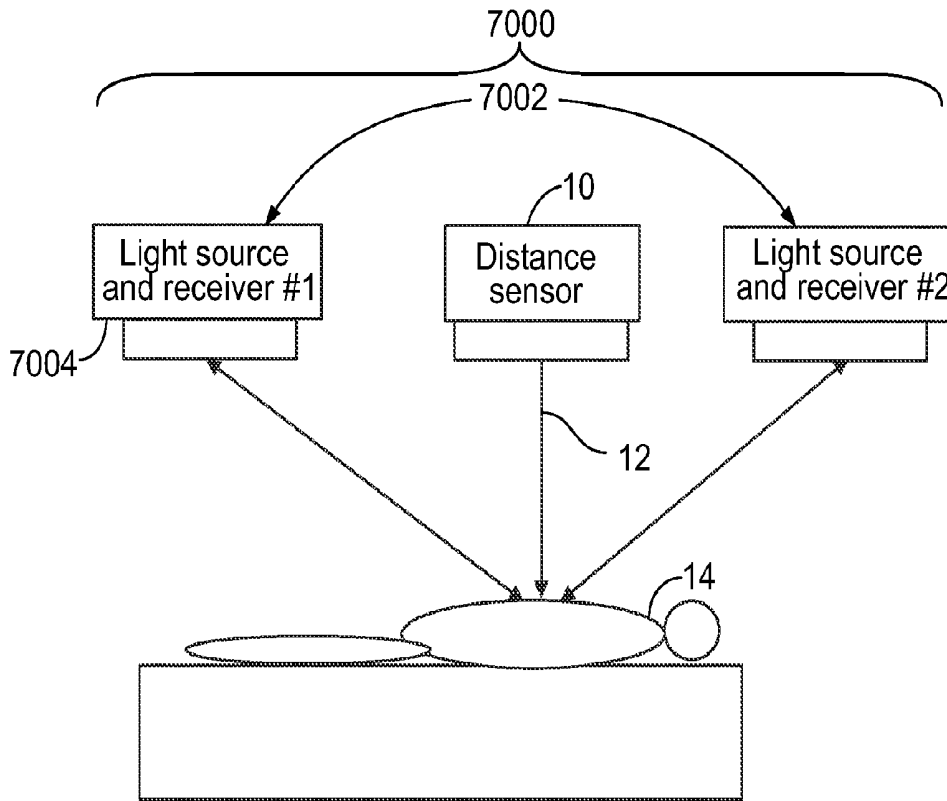 7000
7002
10
Light source
and receiver #1
Distance
sensor
Light source
and receiver #2
7004
12
14